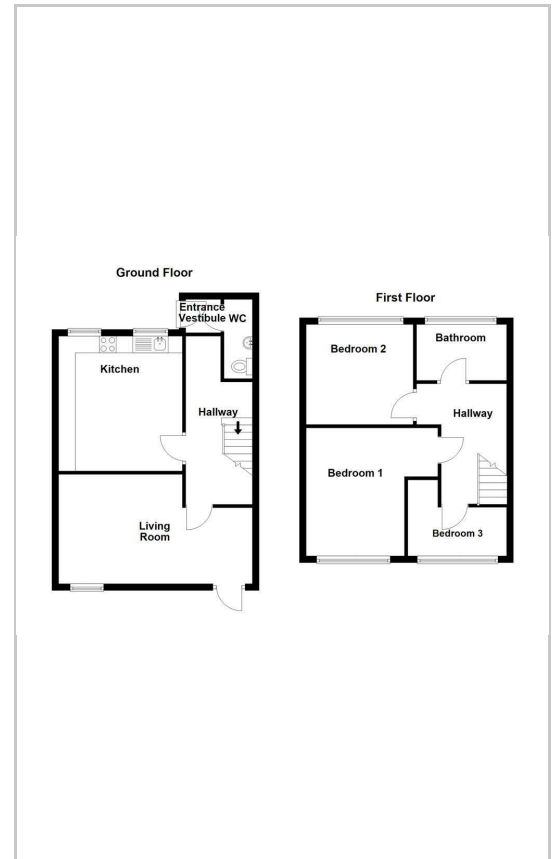 Ground Floor
Entrance
Vestibule WC
Kitchen
Hallway
Living
Room
First Floor
Bedroom 2
Bathroom
Hallway
Bedroom 1
Bedroom 3